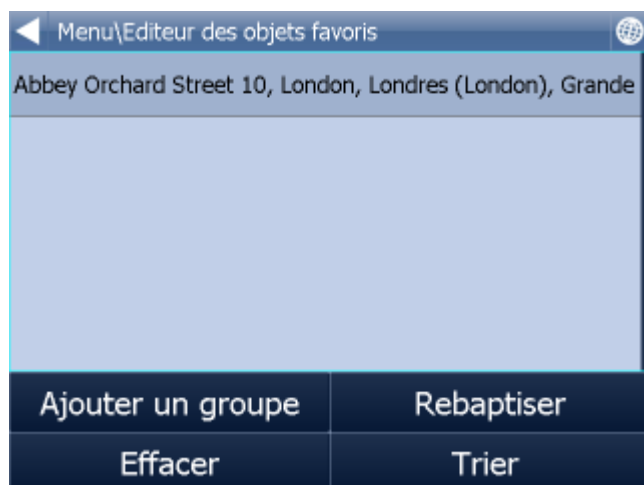 Menu\Editeur des objets favoris
Abbey Orchard Street 10, London, Londres (London), Grande
Ajouter un groupe
Rebaptiser
Effacer
Trier